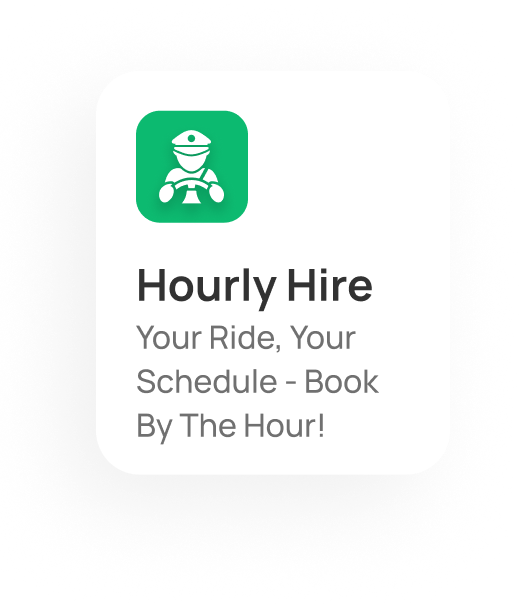 Hourly Hire
Your Ride, Your
Schedule - Book
By The Hour!